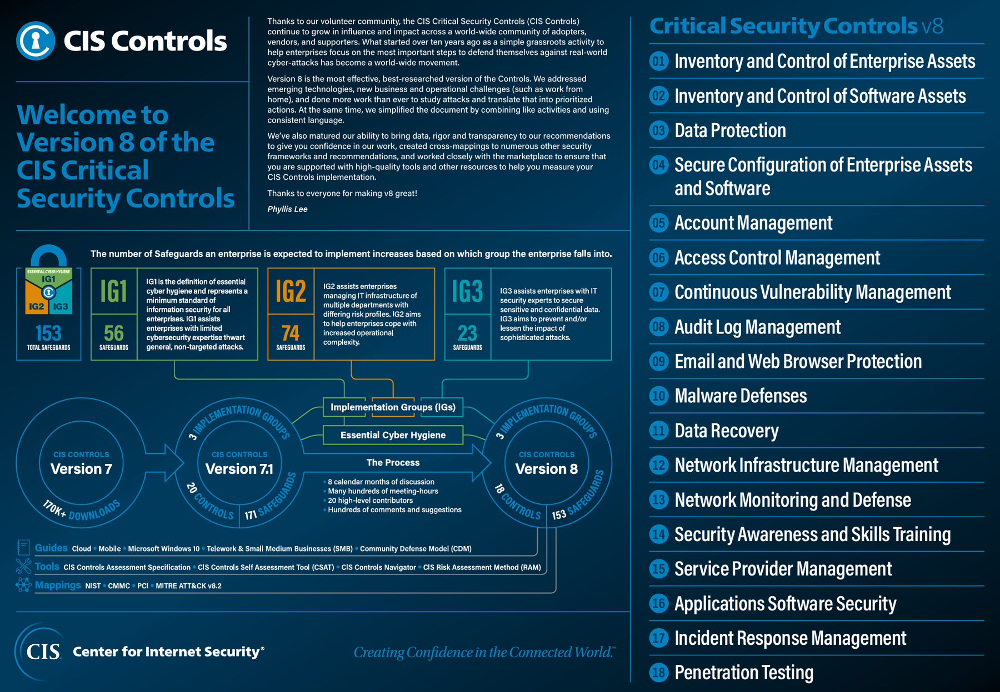 CIS Controls
Welcome to
Version 8 of the
CIS Critical
Security Controls
Thanks to our volunteer community, the CIS Critical Security Controls (CIS Controls)
continue to grow in influence and impact across a world-wide community of adopters,
vendors, and supporters. What started over ten years ago as a simple grassroots activity to
help enterprises focus on the most important steps to defend themselves against real-world
cyber-attacks has become a world-wide movement.
Version 8 is the most effective, best-researched version of the Controls. We addressed
emerging technologies, new business and operational challenges (such as work from
home), and done more work than ever to study attacks and translate that into prioritized
actions. At the same time, we simplified the document by combining like activities and using
consistent language.
We've also matured our ability to bring data, rigor and transparency to our recommendations
to give you confidence in our work, created cross-mappings to numerous other security
frameworks and recommendations, and worked closely with the marketplace to ensure that
you are supported with high-quality tools and other resources to help you measure your
CIS Controls implementation.
Thanks to everyone for making v8 great!
Phyllis Lee
The number of Safeguards an enterprise is expected to implement increases based on which group the enterprise falls into.
ESSENTIAL CYBER HYGIENE
IG1
IG2
IG3
153
TOTAL SAFEGUARDS
IG1
56
SAFEGUARDS
IG1 is the definition of essential
cyber hygiene and represents a
minimum standard of
information security for all
enterprises. IG1 assists
enterprises with limited
cybersecurity expertise thwart
general, non-targeted attacks.
IG2
74
SAFEGUARDS
IG2 assists enterprises
managing IT infrastructure of
multiple departments with
differing risk profiles. IG2 aims
to help enterprises cope with
increased operational
complexity.
IG3
23
SAFEGUARDS
IG3 assists enterprises with IT
security experts to secure
sensitive and confidential data.
IG3 aims to prevent and/or
lessen the impact of
sophisticated attacks.
CIS CONTROLS
Version 7
170K+ DOWNLOADS
3 IMPLEMENTATION GROUPS
CIS CONTROLS
Version 7.1
20 CONTROLS
171 SAFEGUARDS
Implementation Groups (IGs)
Essential Cyber Hygiene
The Process
• 8 calendar months of discussion
• Many hundreds of meeting-hours
• 20 high-level contributors
• Hundreds of comments and suggestions
3 IMPLEMENTATION GROUPS
CIS CONTROLS
Version 8
18 CONTROLS
153 SAFEGUARDS
Guides Cloud • Mobile • Microsoft Windows 10 • Telework & Small Medium Businesses (SMB) • Community Defense Model (CDM)
Tools CIS Controls Assessment Specification • CIS Controls Self Assessment Tool (CSAT) • CIS Controls Navigator • CIS Risk Assessment Method (RAM)
Mappings NIST • CMMC • PCI • MITRE ATT&CK v8.2
CIS. Center for Internet Security®
Creating Confidence in the Connected World.™
Critical Security Controls v8
01 Inventory and Control of Enterprise Assets
02 Inventory and Control of Software Assets
03 Data Protection
04 Secure Configuration of Enterprise Assets
and Software
05 Account Management
06 Access Control Management
07 Continuous Vulnerability Management
08 Audit Log Management
09 Email and Web Browser Protection
10 Malware Defenses
11 Data Recovery
12 Network Infrastructure Management
13 Network Monitoring and Defense
14 Security Awareness and Skills Training
15 Service Provider Management
16 Applications Software Security
17 Incident Response Management
18 Penetration Testing